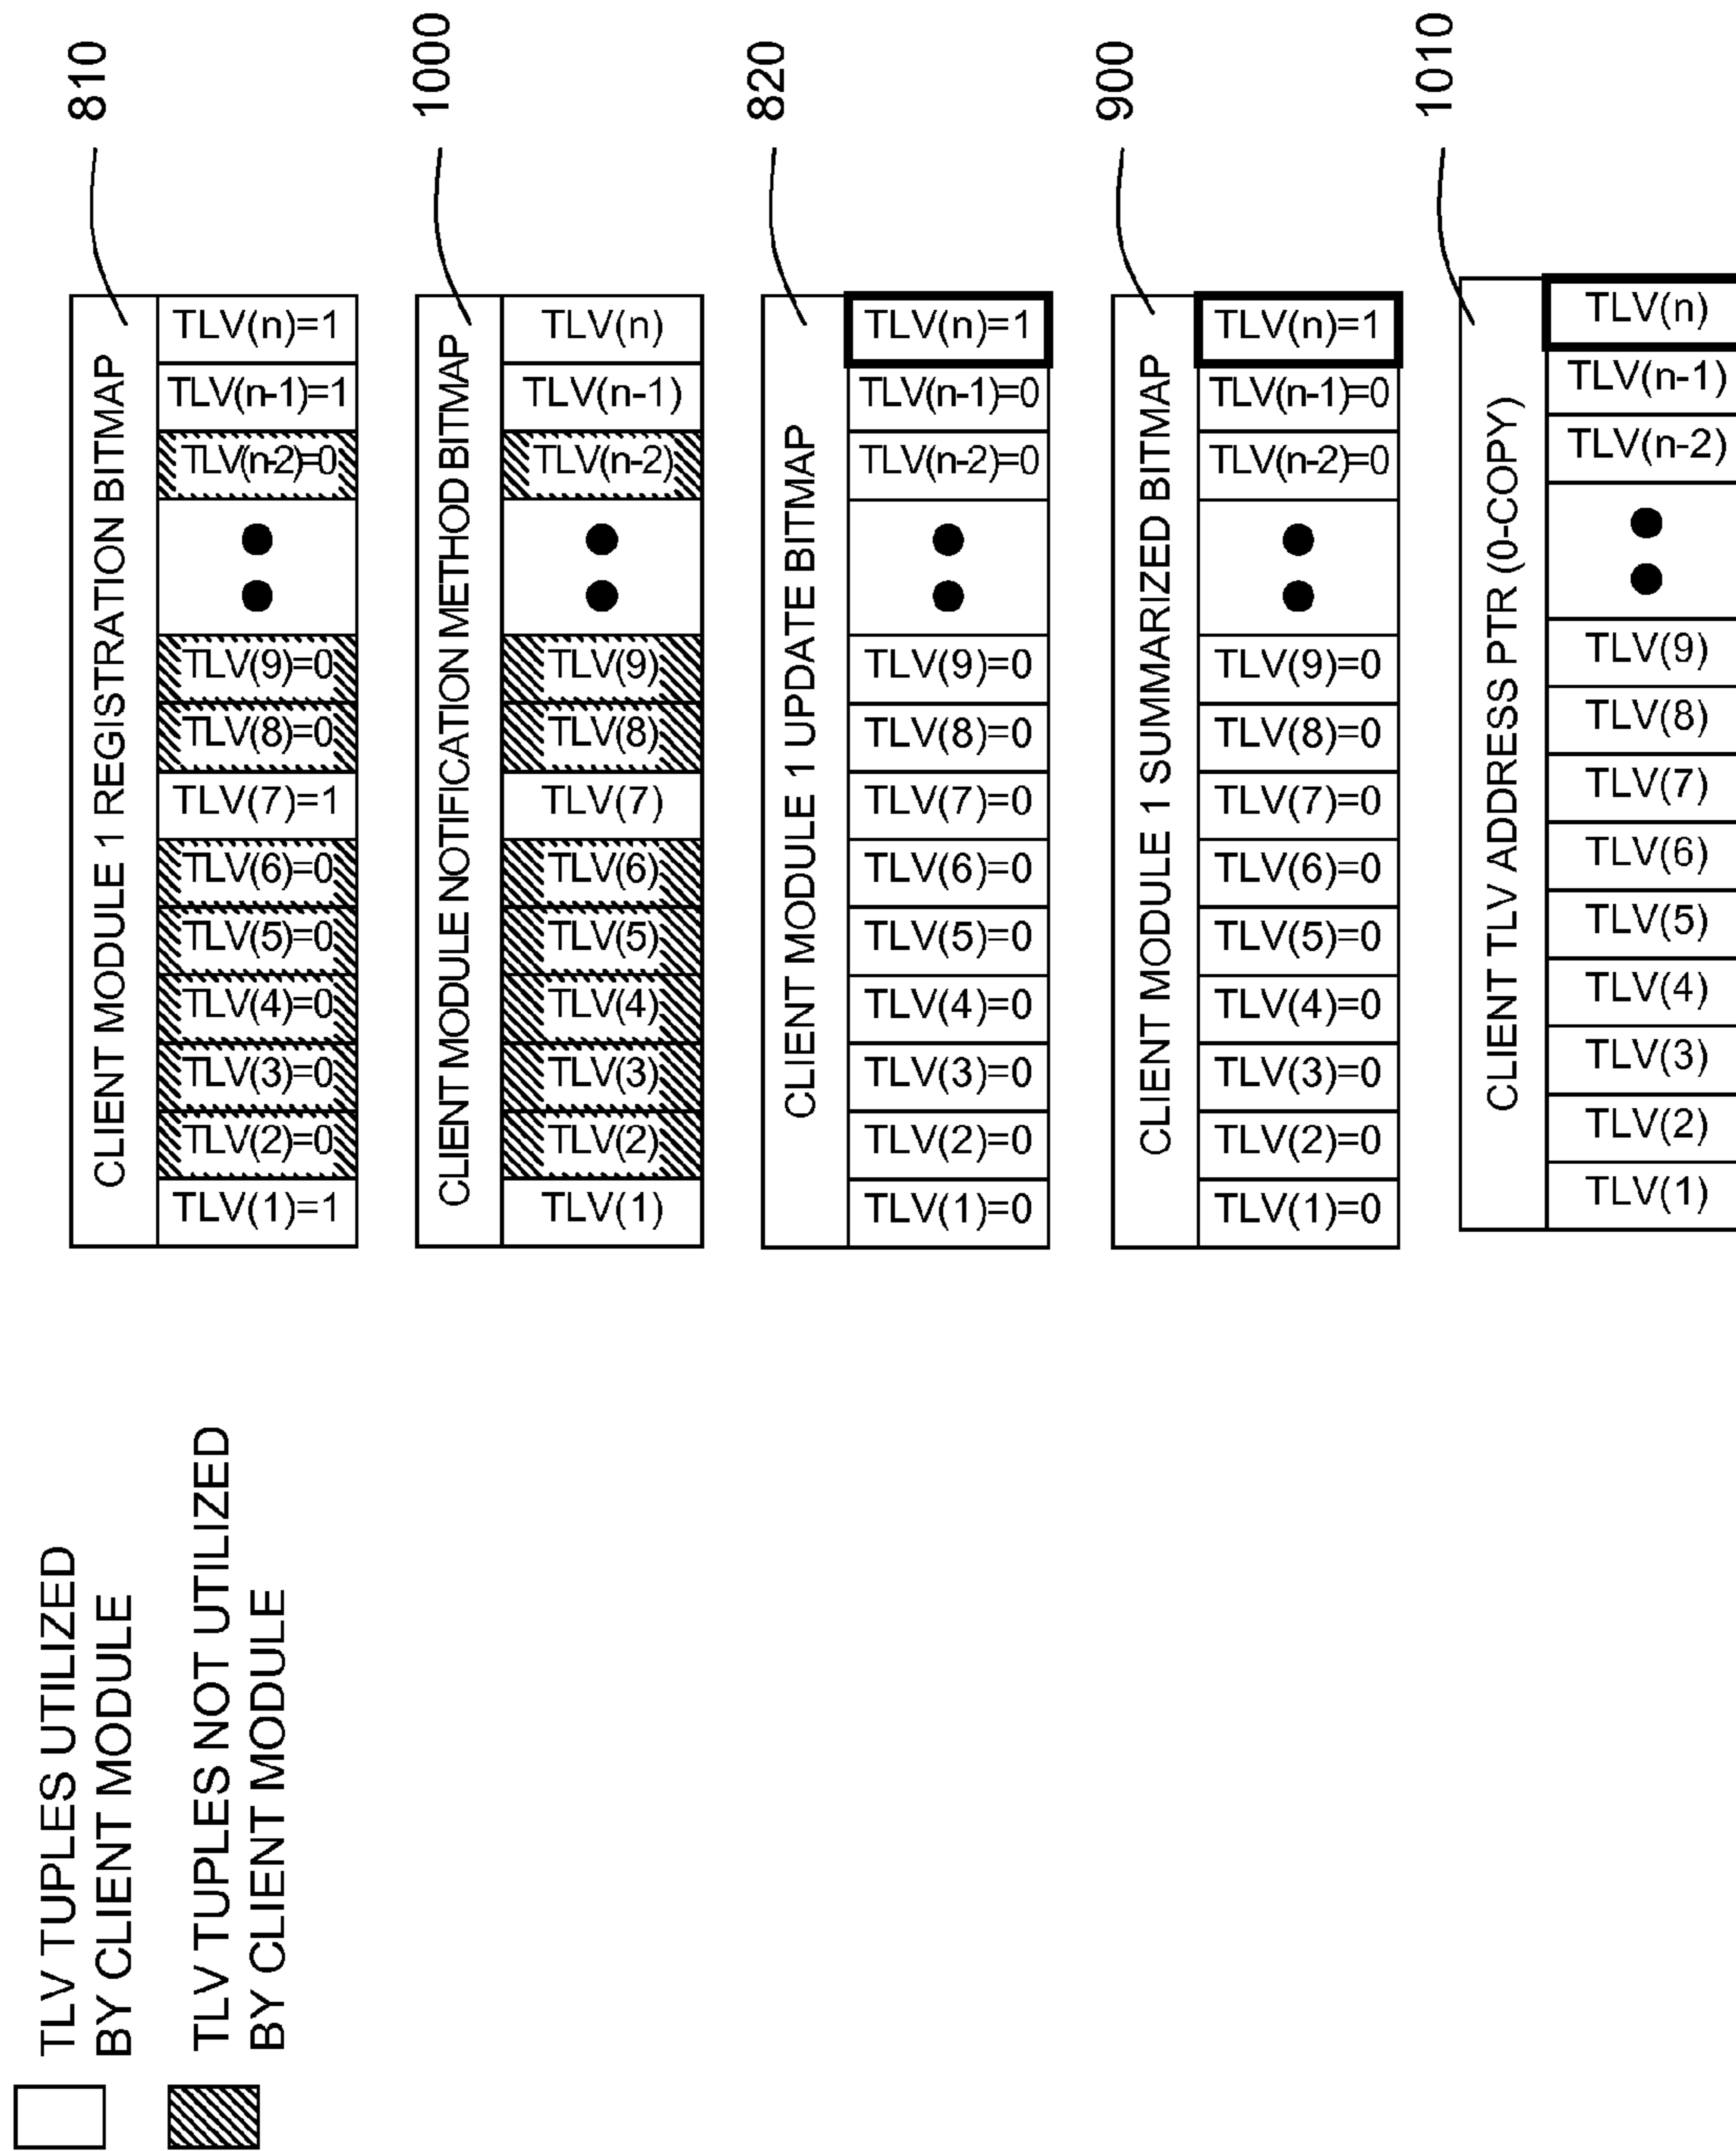 TLV TUPLES UTILIZED
BY CLIENT MODULE
TLV TUPLES NOT UTILIZED
BY CLIENT MODULE
810
CLIENT MODULE 1 REGISTRATION BITMAP
TLV(1)=1 TLV(2)=0 TLV(3)=0 TLV(4)=0 TLV(5)=0 TLV(6)=0 TLV(7)=1 TLV(8)=0 TLV(9)=0 TLV(n-2)=0 TLV(n-1)=1 TLV(n)=1
1000
CLIENT MODULE NOTIFICATION METHOD BITMAP
TLV(1) TLV(2) TLV(3) TLV(4) TLV(5) TLV(6) TLV(7) TLV(8) TLV(9) TLV(n-2) TLV(n-1) TLV(n)
820
CLIENT MODULE 1 UPDATE BITMAP
TLV(1)=0 TLV(2)=0 TLV(3)=0 TLV(4)=0 TLV(5)=0 TLV(6)=0 TLV(7)=0 TLV(8)=0 TLV(9)=0 TLV(n-2)=0 TLV(n-1)=0 TLV(n)=1
900
CLIENT MODULE 1 SUMMARIZED BITMAP
TLV(1)=0 TLV(2)=0 TLV(3)=0 TLV(4)=0 TLV(5)=0 TLV(6)=0 TLV(7)=0 TLV(8)=0 TLV(9)=0 TLV(n-2)=0 TLV(n-1)=0 TLV(n)=1
1010
CLIENT TLV ADDRESS PTR (0-COPY)
TLV(1) TLV(2) TLV(3) TLV(4) TLV(5) TLV(6) TLV(7) TLV(8) TLV(9) TLV(n-2) TLV(n-1) TLV(n)